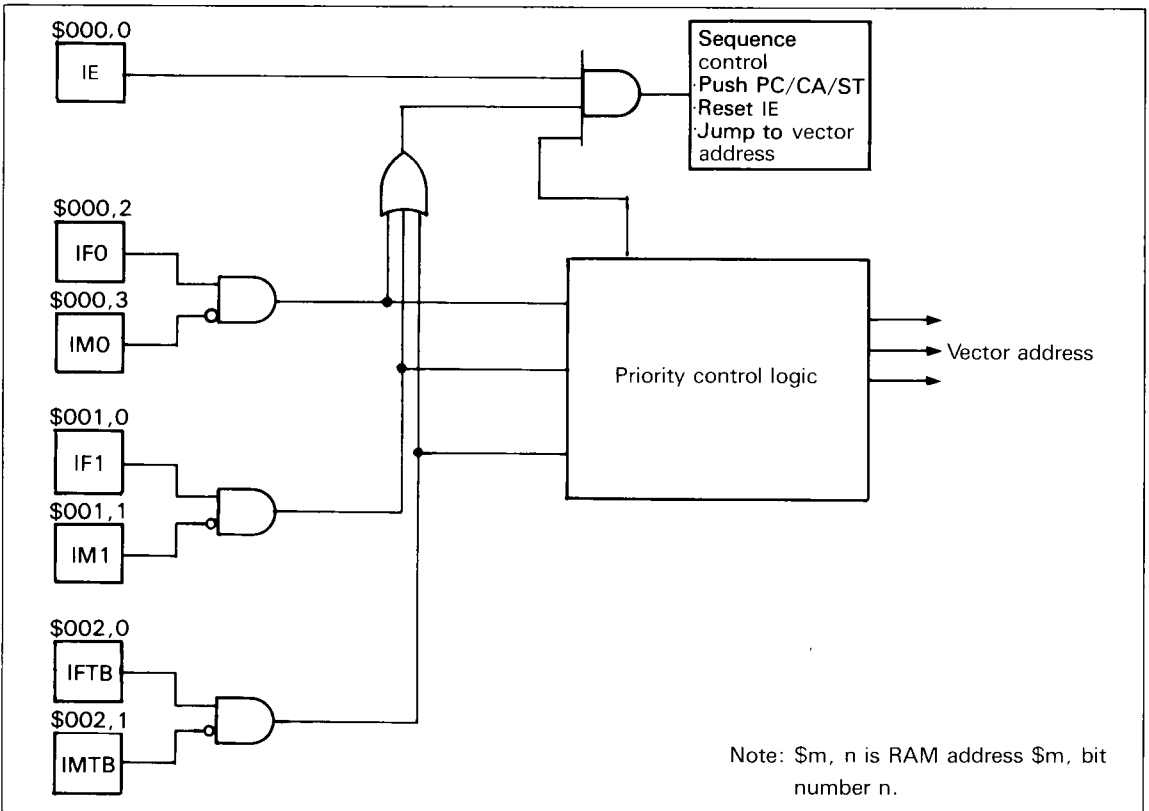 $000,0
IE
Sequence
control
·Push PC/CA/ST
·Reset IE
·Jump to vector
address
$000,2
IF0
$000,3
IM0
Priority control logic
Vector address
$001,0
IF1
$001,1
IM1
$002,0
IFTB
$002,1
IMTB
Note: $m, n is RAM address $m, bit
number n.